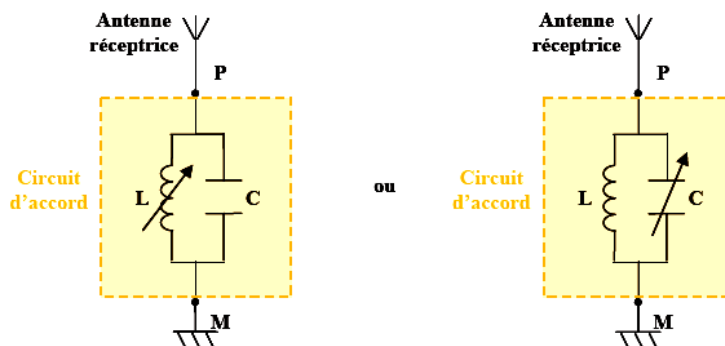 Antenne
réceptrice
P
Circuit
d'accord
L
C
M
ou
Antenne
réceptrice
P
Circuit
d'accord
L
C
M